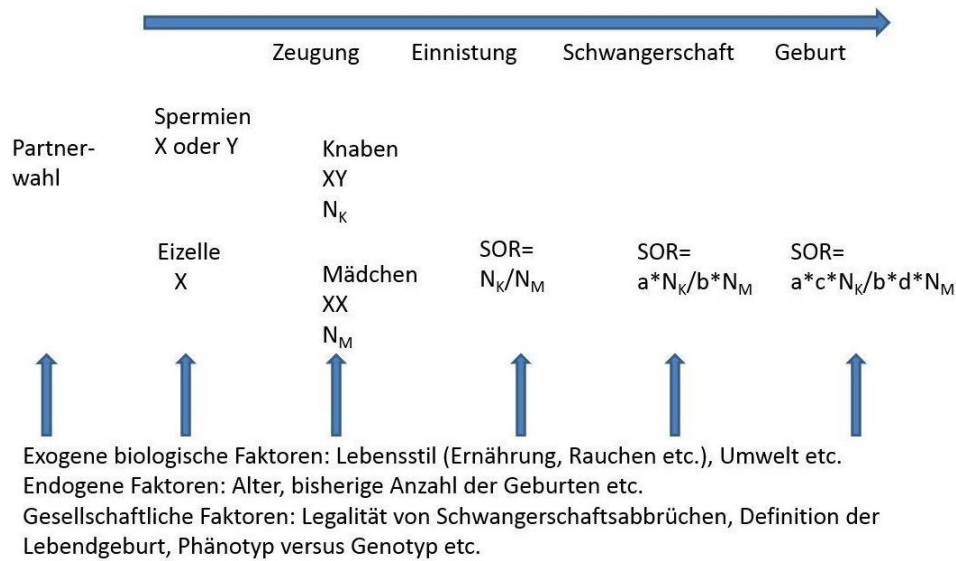 Zeugung Einnistung Schwangerschaft Geburt
Partner-
wahl
Spermien
X oder Y
Eizelle
X
Knaben
XY
N_K
Mädchen
XX
N_M
SOR=
N_K/N_M
SOR=
a*N_K/b*N_M
SOR=
a*c*N_K/b*d*N_M
Exogene biologische Faktoren: Lebensstil (Ernährung, Rauchen etc.), Umwelt etc.
Endogene Faktoren: Alter, bisherige Anzahl der Geburten etc.
Gesellschaftliche Faktoren: Legalität von Schwangerschaftsabbrüchen, Definition der
Lebendgeburt, Phänotyp versus Genotyp etc.